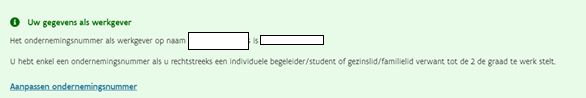 Uw gegevens als werkgever
Het ondernemingsnummer als werkgever op naam is
U hebt enkel een ondernemingsnummer als u rechtstreeks een individuele begeleider/student of gezinslid/familielid verwant tot de 2 de graad te werk stelt.
Aanpassen ondernemingsnummer